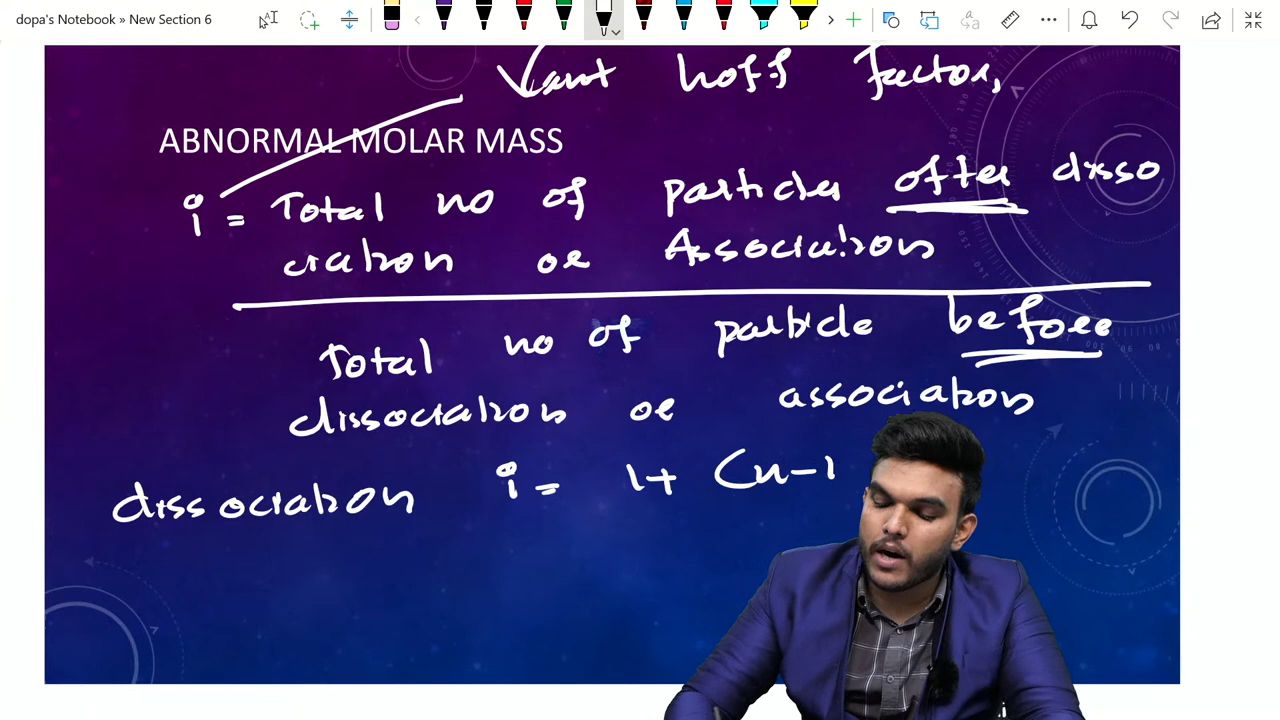 dopa's Notebook » New Section 6
Vant hoff factor,
ABNORMAL MOLAR MASS
i = Total no of particles after disso
ciation or Association
Total no of particle before
dissociation or association
dissociation i = 1+ (n-1